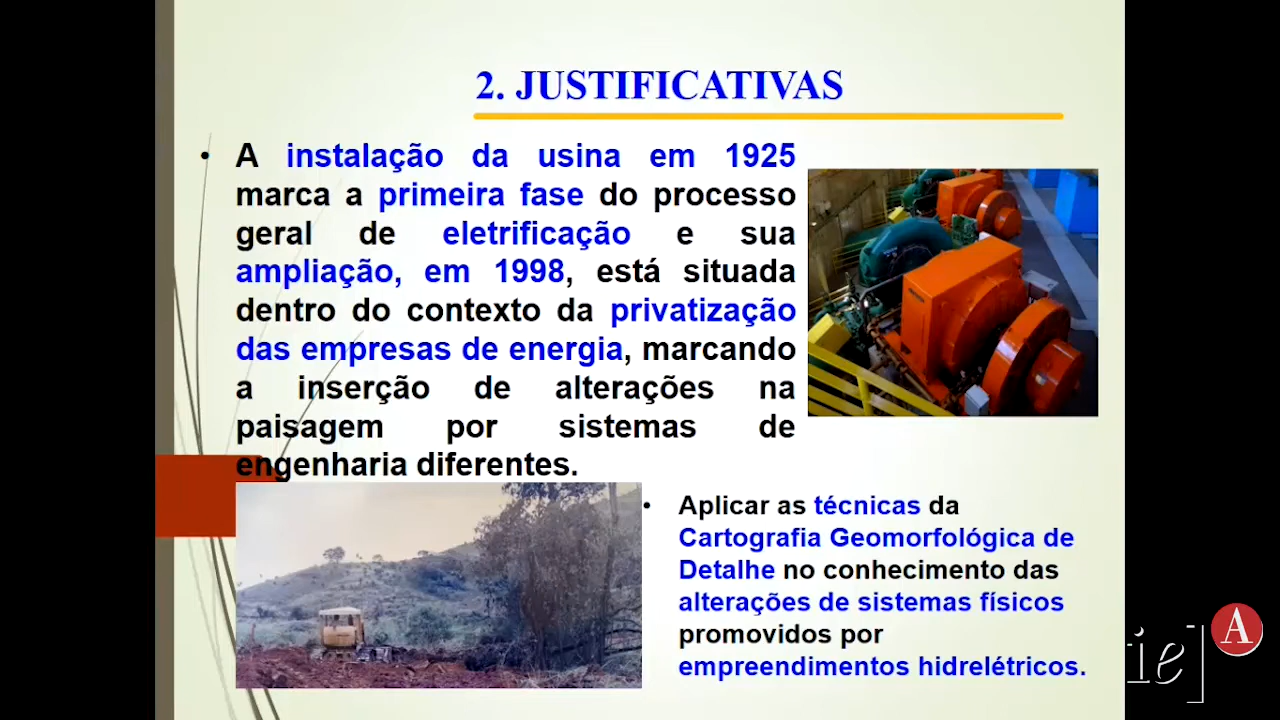 2. JUSTIFICATIVAS
• A instalação da usina em 1925
marca a primeira fase do processo
geral de eletrificação e sua
ampliação, em 1998, está situada
dentro do contexto da privatização
das empresas de energia, marcando
a inserção de alterações na
paisagem por sistemas de
engenharia diferentes.
• Aplicar as técnicas da
Cartografia Geomorfológica de
Detalhe no conhecimento das
alterações de sistemas físicos
promovidos por
empreendimentos hidrelétricos.
A
ie]